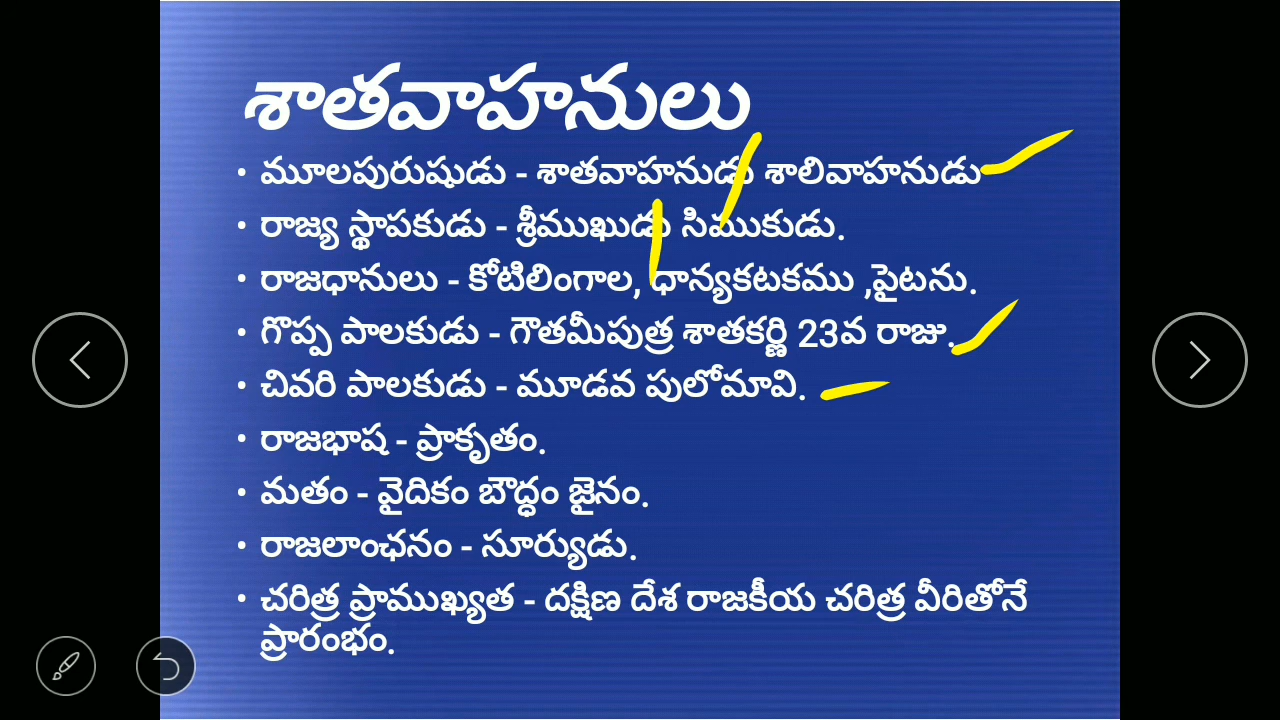 శాతవాహనులు
• మూలపురుషుడు - శాతవాహనుడు శాలివాహనుడు
• రాజ్య స్థాపకుడు - శ్రీముఖుడు సిముకుడు.
• రాజధానులు - కోటిలింగాల, ధాన్యకటకము ,పైటను.
• గొప్ప పాలకుడు - గౌతమీపుత్ర శాతకర్ణి 23వ రాజు.
• చివరి పాలకుడు - మూడవ పులోమావి.
• రాజభాష - ప్రాకృతం.
• మతం - వైదికం బౌద్ధం జైనం.
• రాజలాంఛనం - సూర్యుడు.
• చరిత్ర ప్రాముఖ్యత - దక్షిణ దేశ రాజకీయ చరిత్ర వీరితోనే
ప్రారంభం.